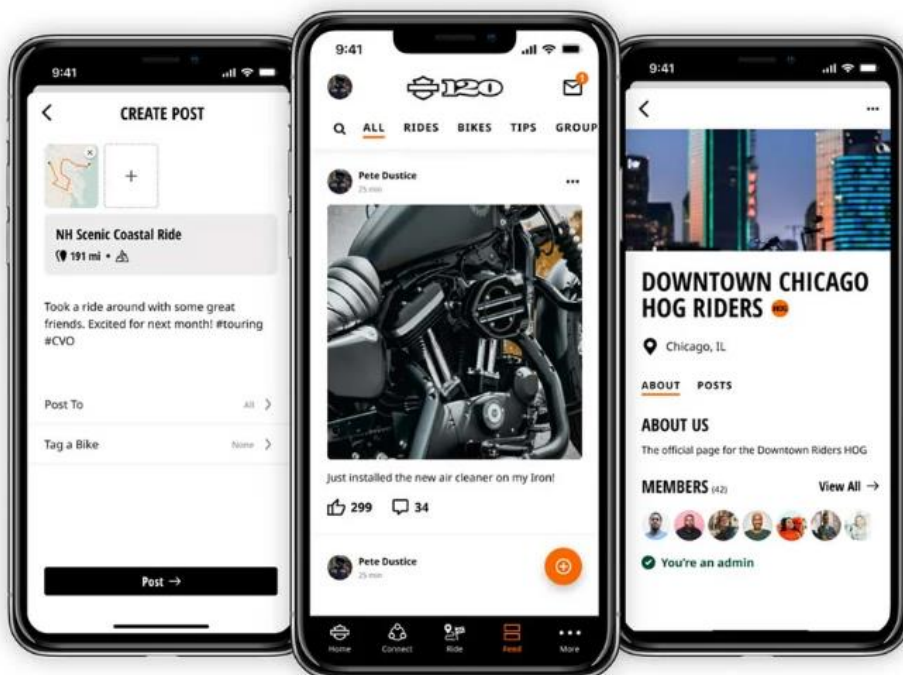 9:41
CREATE POST
NH Scenic Coastal Ride
191 mi •
Took a ride around with some great
friends. Excited for next month! #touring
#CVO
Post To
All
Tag a Bike
None
Post →
9:41
120
1
ALL RIDES BIKES TIPS GROUP
Pete Dustice
25 min
Just installed the new air cleaner on my Iron!
299 34
Pete Dustice
25 min
Home Connect Ride Feed More
9:41
DOWNTOWN CHICAGO
HOG RIDERS HOG
Chicago, IL
ABOUT POSTS
ABOUT US
The official page for the Downtown Riders HOG
MEMBERS (42) View All →
You're an admin